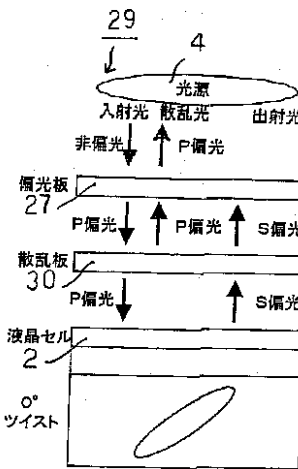 29
4
光源
入射光 散乱光 出射光
非偏光 P偏光
偏光板
27
P偏光 P偏光 S偏光
散乱板
30
P偏光 S偏光
液晶セル
2
0°
ツイスト